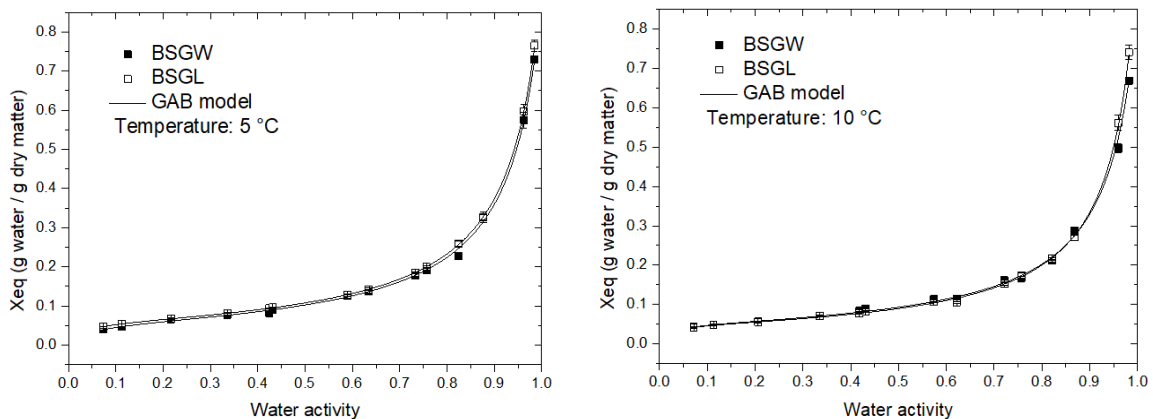 0.8
0.7
0.6
0.5
0.4
0.3
0.2
0.1
0.0
Xeq (g water / g dry matter)
BSGW
BSGL
GAB model
Temperature: 5 °C
0.0 0.1 0.2 0.3 0.4 0.5 0.6 0.7 0.8 0.9 1.0
Water activity
0.8
0.7
0.6
0.5
0.4
0.3
0.2
0.1
0.0
Xeq (g water / g dry matter)
BSGW
BSGL
GAB model
Temperature: 10 °C
0.0 0.1 0.2 0.3 0.4 0.5 0.6 0.7 0.8 0.9 1.0
Water activity